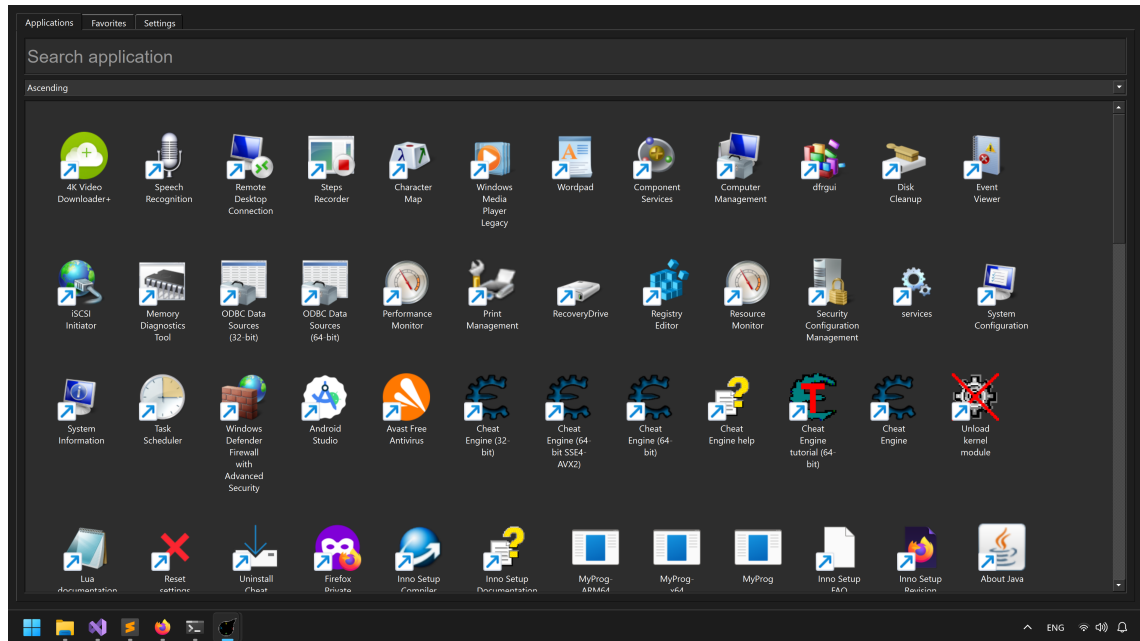 Applications Favorites Settings
Search application
Ascending
4K Video
Downloader+
Speech
Recognition
Remote
Desktop
Connection
Steps
Recorder
Character
Map
Windows
Media
Player
Legacy
Wordpad
Component
Services
Computer
Management
dfrgui
Disk
Cleanup
Event
Viewer
iSCSI
Initiator
Memory
Diagnostics
Tool
ODBC Data
Sources
(32-bit)
ODBC Data
Sources
(64-bit)
Performance
Monitor
Print
Management
RecoveryDrive
Registry
Editor
Resource
Monitor
Security
Configuration
Management
services
System
Configuration
System
Information
Task
Scheduler
Windows
Defender
Firewall
with
Advanced
Security
Android
Studio
Avast Free
Antivirus
Cheat
Engine (32-
bit)
Cheat
Engine (64-
bit SSE4-
AVX2)
Cheat
Engine (64-
bit)
Cheat
Engine help
Cheat
Engine
tutorial (64-
bit)
Cheat
Engine
Unload
kernel
module
Lua
documentation
Reset
settings
Uninstall
Cheat
Firefox
Private
Inno Setup
Compiler
Inno Setup
Documentation
MyProg-
ARM64
MyProg-
x64
MyProg
Inno Setup
FAQ
Inno Setup
Revision
About Java
ENG